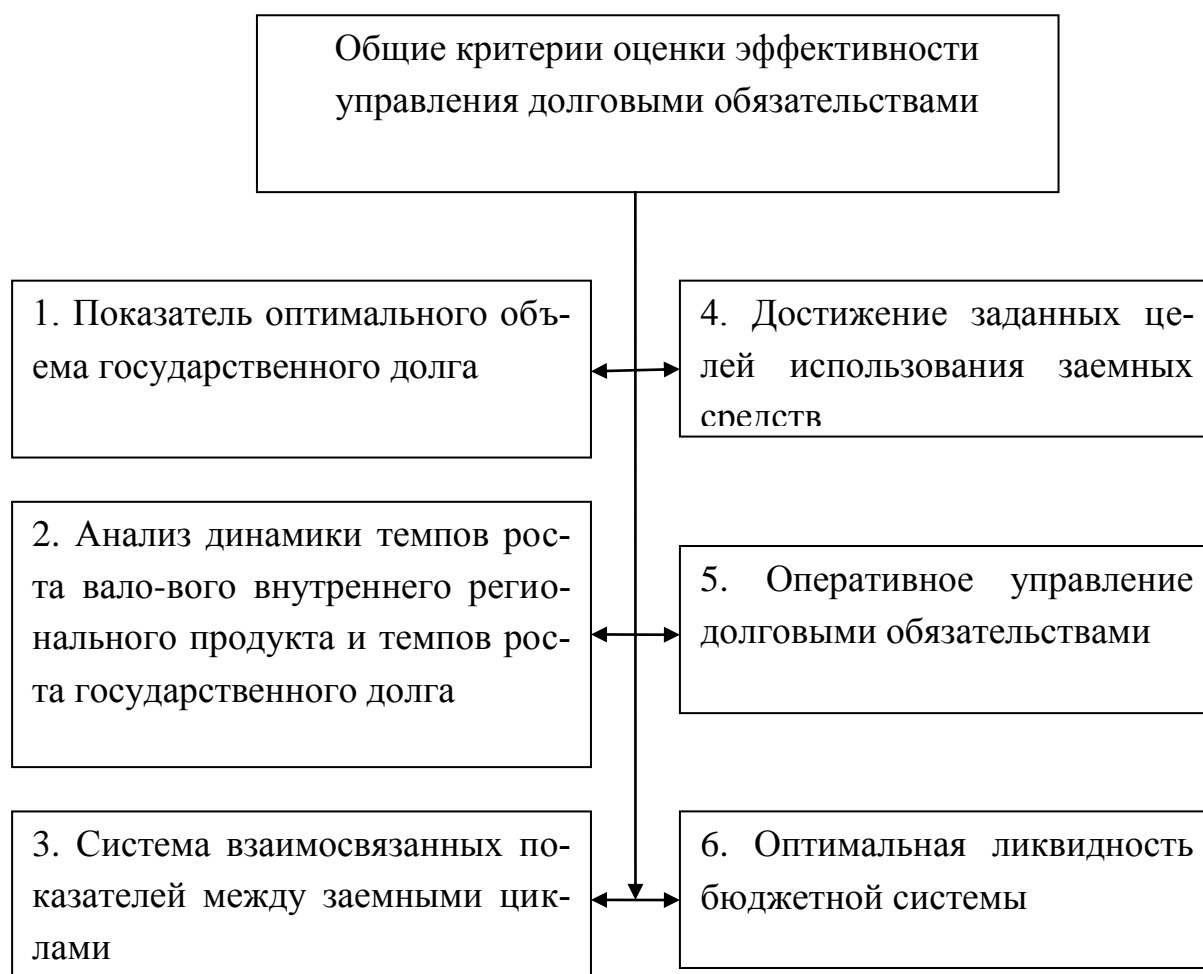 Общие критерии оценки эффективности
управления долговыми обязательствами
1. Показатель оптимального объ-
ема государственного долга
2. Анализ динамики темпов рос-
та вало-вого внутреннего регио-
нального продукта и темпов рос-
та государственного долга
3. Система взаимосвязанных по-
казателей между заемными цик-
лами
4. Достижение заданных це-
лей использования заемных
средств
5. Оперативное управление
долговыми обязательствами
6. Оптимальная ликвидность
бюджетной системы